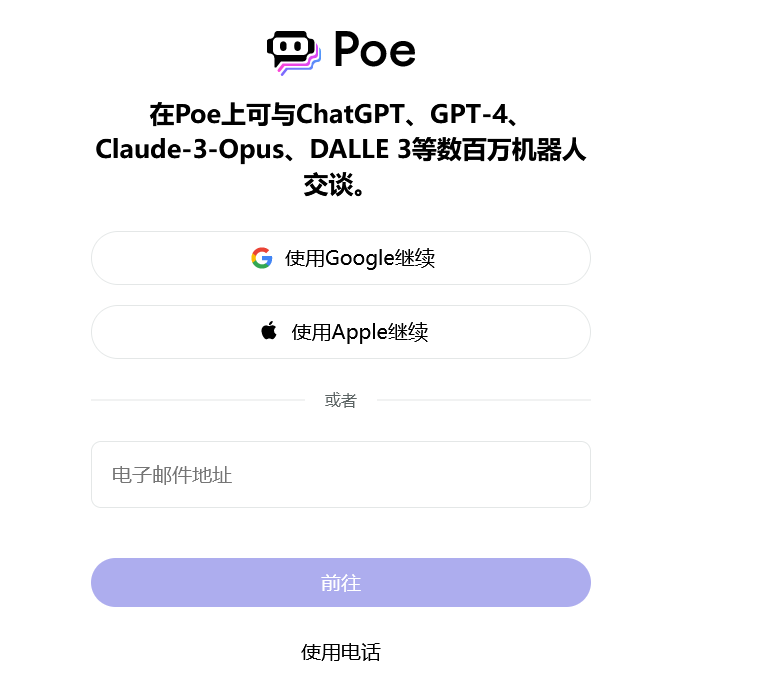 Poe
在Poe上可与ChatGPT、GPT-4、
Claude-3-Opus、DALLE 3等数百万机器人
交谈。
使用Google继续
使用Apple继续
或者
电子邮件地址
前往
使用电话